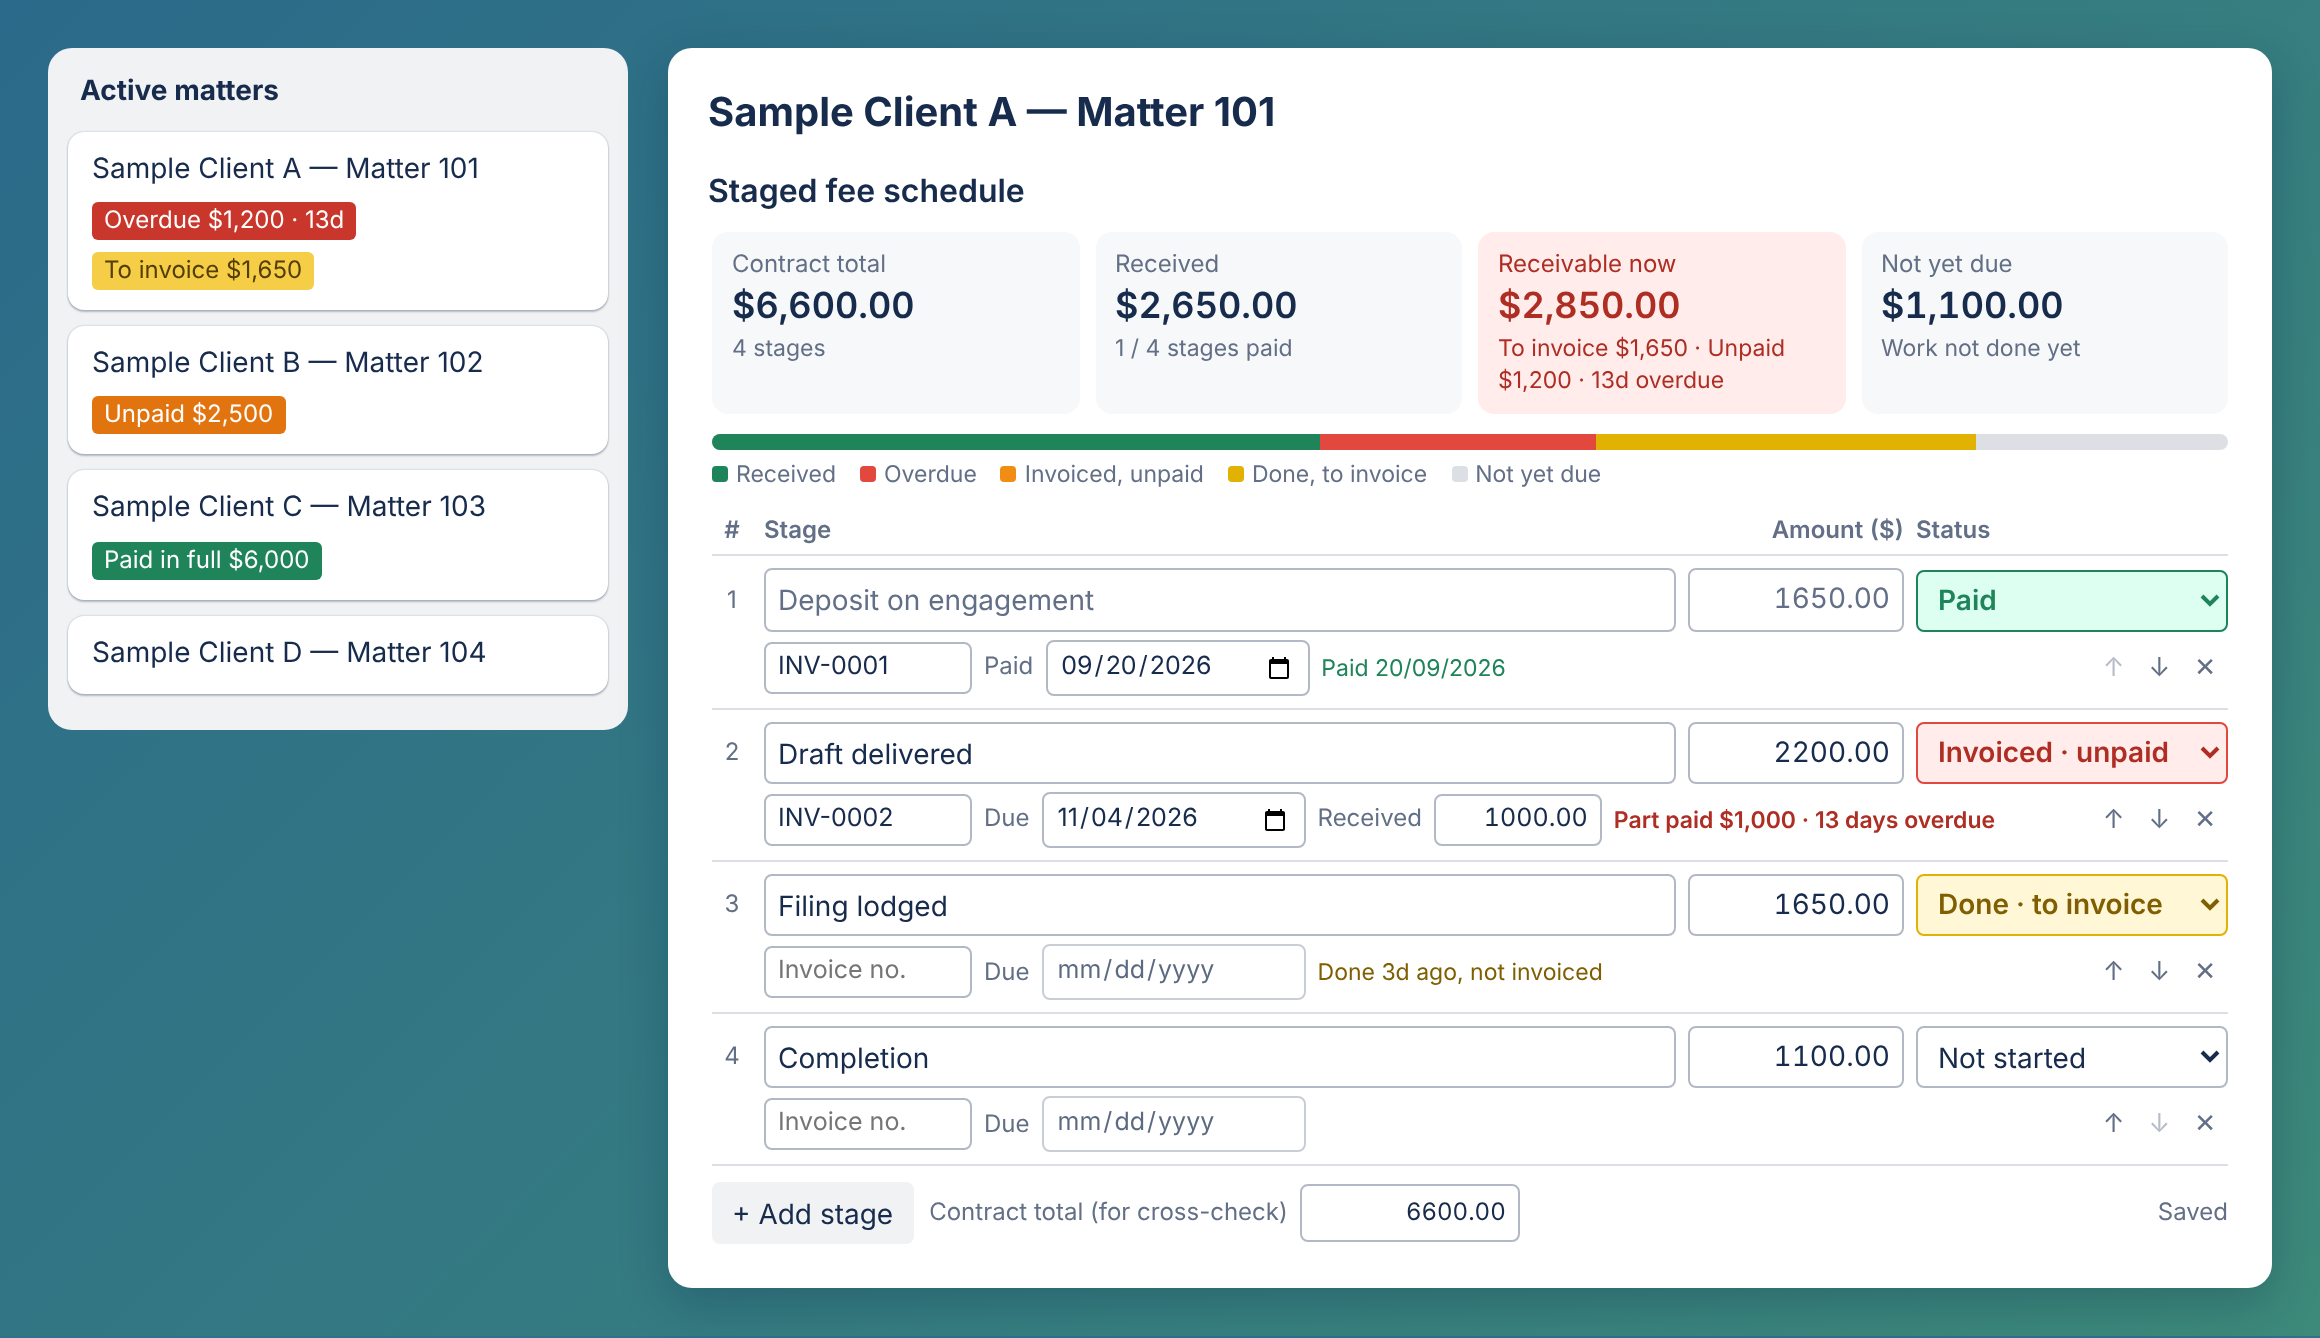 Active matters
Sample Client A — Matter 101
Overdue $1,200 · 13d
To invoice $1,650
Sample Client B — Matter 102
Unpaid $2,500
Sample Client C — Matter 103
Paid in full $6,000
Sample Client D — Matter 104
Sample Client A — Matter 101
Staged fee schedule
Contract total
$6,600.00
4 stages
Received
$2,650.00
1 / 4 stages paid
Receivable now
$2,850.00
To invoice $1,650 · Unpaid
$1,200 · 13d overdue
Not yet due
$1,100.00
Work not done yet
Received Overdue Invoiced, unpaid Done, to invoice Not yet due
# Stage Amount ($) Status
1 Deposit on engagement 1650.00 Paid
INV-0001 Paid 09/20/2026 Paid 20/09/2026 ↑ ↓ ×
2 Draft delivered 2200.00 Invoiced · unpaid
INV-0002 Due 11/04/2026 Received 1000.00 Part paid $1,000 · 13 days overdue ↑ ↓ ×
3 Filing lodged 1650.00 Done · to invoice
Invoice no. Due mm/dd/yyyy Done 3d ago, not invoiced ↑ ↓ ×
4 Completion 1100.00 Not started
Invoice no. Due mm/dd/yyyy ↑ ↓ ×
+ Add stage Contract total (for cross-check) 6600.00 Saved